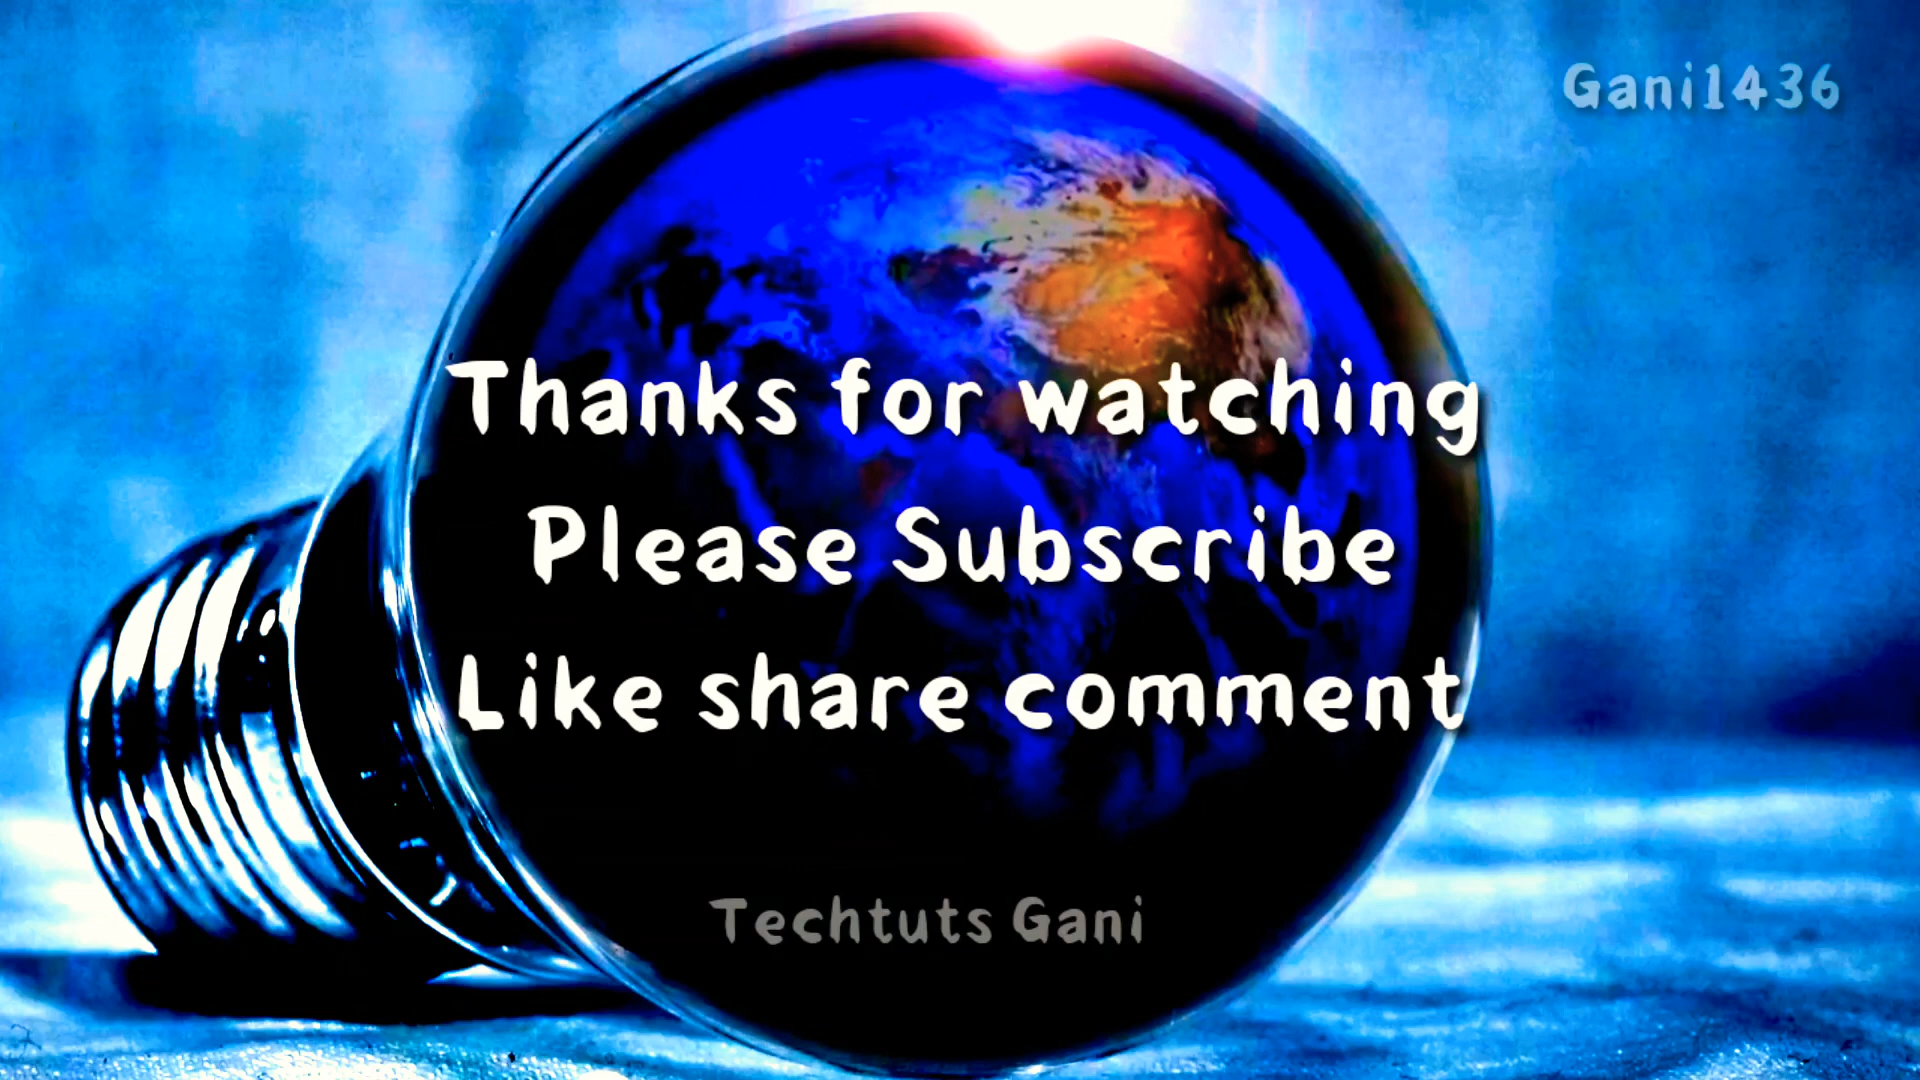 Gani1436
Thanks for watching
Please Subscribe
Like share comment
Techtuts Gani